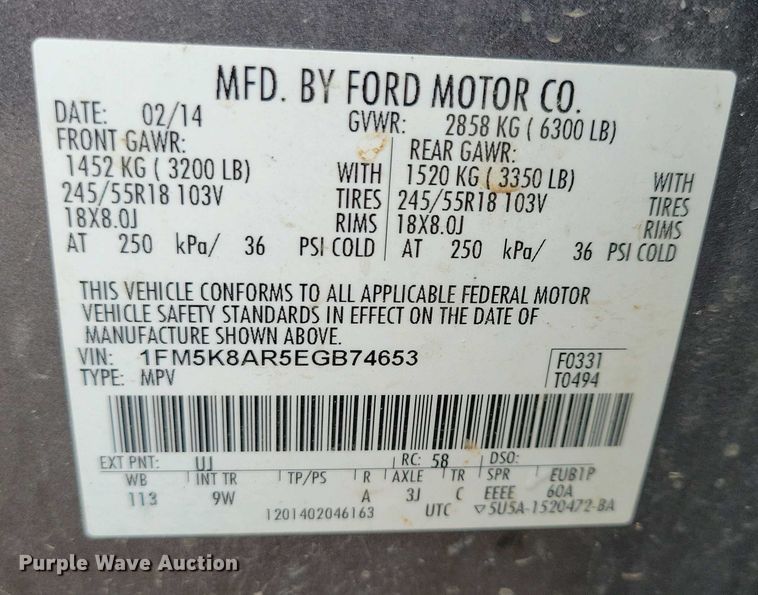 MFD. BY FORD MOTOR CO.
DATE: 02/14 GVWR: 2858 KG ( 6300 LB)
FRONT GAWR: REAR GAWR:
1452 KG ( 3200 LB) WITH 1520 KG ( 3350 LB) WITH
245/55R18 103V TIRES 245/55R18 103V TIRES
18X8.0J RIMS 18X8.0J RIMS
AT 250 kPa/ 36 PSI COLD AT 250 kPa/ 36 PSI COLD
THIS VEHICLE CONFORMS TO ALL APPLICABLE FEDERAL MOTOR
VEHICLE SAFETY STANDARDS IN EFFECT ON THE DATE OF
MANUFACTURE SHOWN ABOVE.
VIN: 1FM5K8AR5EGB74653 F0331
TYPE: MPV T0494
EXT PNT: UJ RC: 58 DSO:
WB INT TR TP/PS R AXLE TR SPR EUB1P
113 9W A 3J C EEEE 60A
1201402046163 UTC ▽5U5A-1520472-BA
Purple Wave Auction